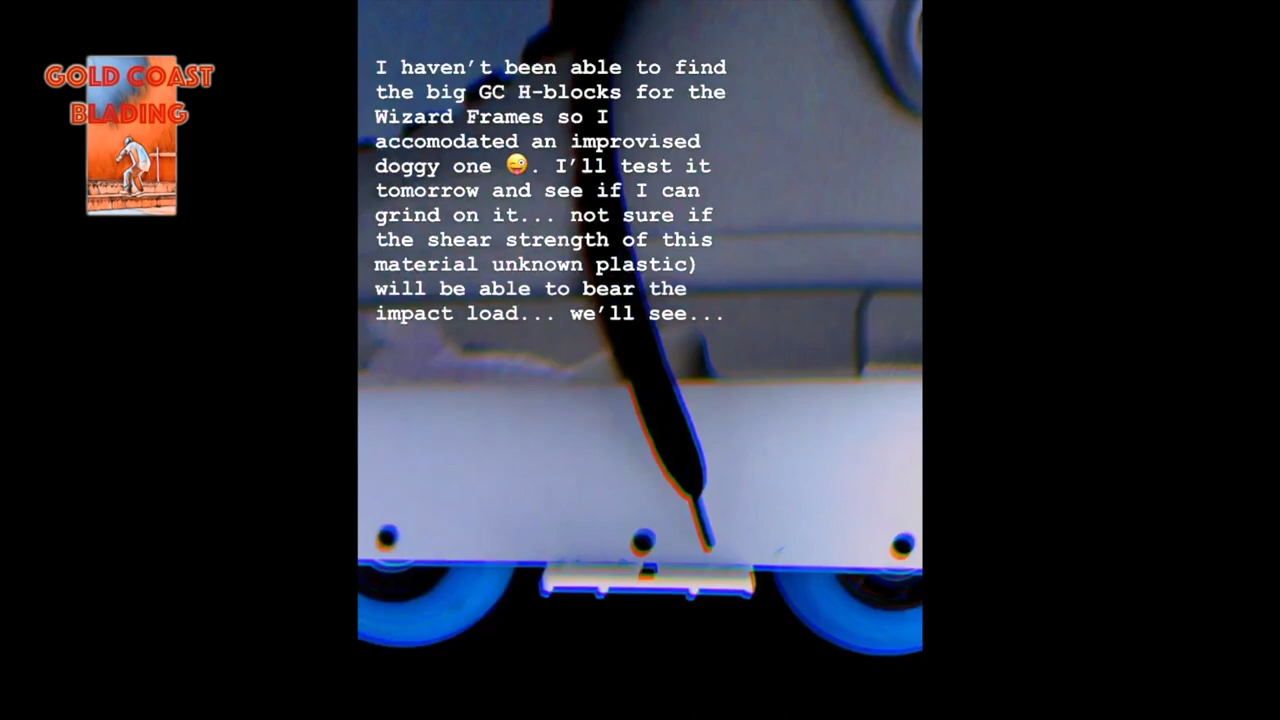 GOLD COAST
BLADING
I haven’t been able to find
the big GC H-blocks for the
Wizard Frames so I
accomodated an improvised
doggy one 😜. I’ll test it
tomorrow and see if I can
grind on it... not sure if
the shear strength of this
material unknown plastic)
will be able to bear the
impact load... we’ll see...